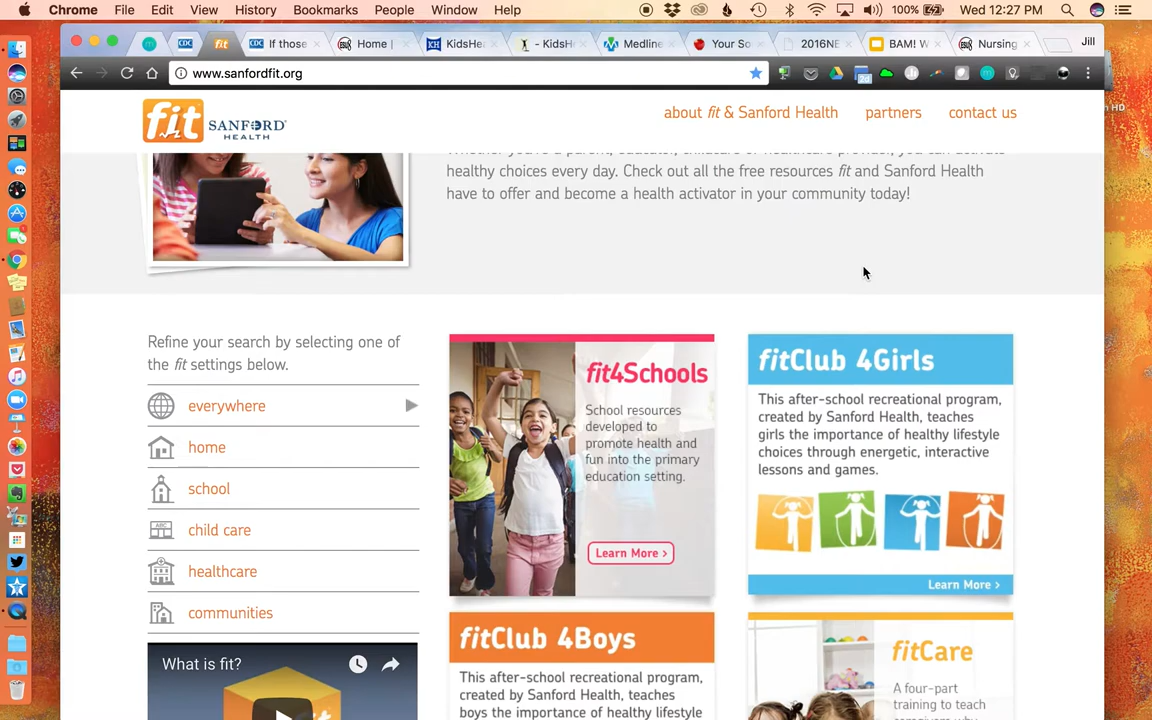 Chrome File Edit View History Bookmarks People Window Help 100% Wed 12:27 PM
CDC fit CDC If those Home | KH KidsHe - KidsH Medline Your So 2016NE BAM! W Nursing Jill
www.sanfordfit.org
fit SANFORD HEALTH
about fit & Sanford Health partners contact us
healthy choices every day. Check out all the free resources fit and Sanford Health
have to offer and become a health activator in your community today!
Refine your search by selecting one of
the fit settings below.
everywhere
home
school
child care
healthcare
communities
What is fit?
fit4Schools
School resources
developed to
promote health and
fun into the primary
education setting.
Learn More >
fitClub 4Girls
This after-school recreational program,
created by Sanford Health, teaches
girls the importance of healthy lifestyle
choices through energetic, interactive
lessons and games.
Learn More >
fitClub 4Boys
This after-school recreational program,
created by Sanford Health, teaches
boys the importance of healthy lifestyle
fitCare
A four-part
training to teach